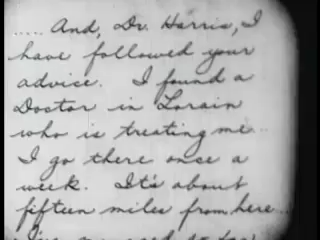 ..... And, Dr. Harris, I
have followed your
advice. I found a
Doctor in Lorain
who is treating me..
I go there once a
week. It's about
fifteen miles from here...